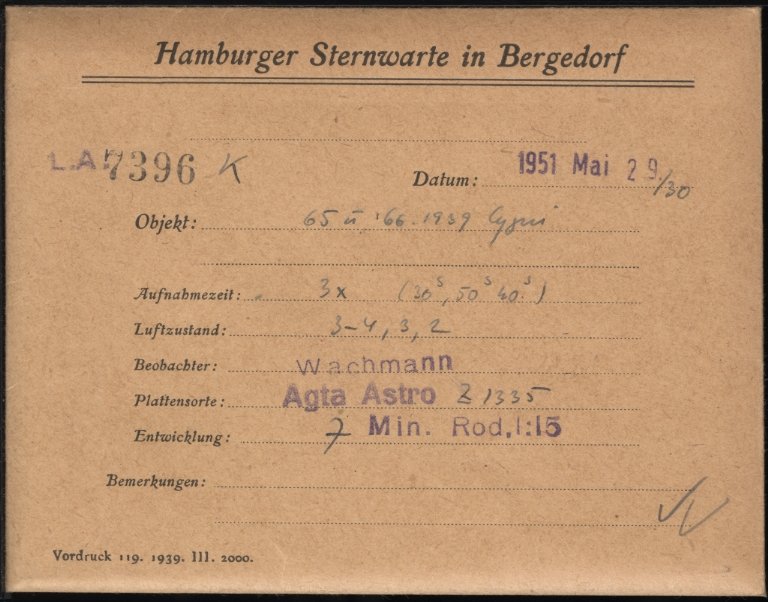 Hamburger Sternwarte in Bergedorf
L.A. 7396 K
Datum: 1951 Mai 29/30
Objekt: 65 u. 66. 1939 Cygni
Aufnahmezeit: 3x (30s, 50s 40s)
Luftzustand: 3-4, 3, 2
Beobachter: Wachmann
Plattensorte: Agfa Astro Z 1335
Entwicklung: 7 Min. Rod. 1:15
Bemerkungen:
Vordruck 119. 1939. III. 2000.